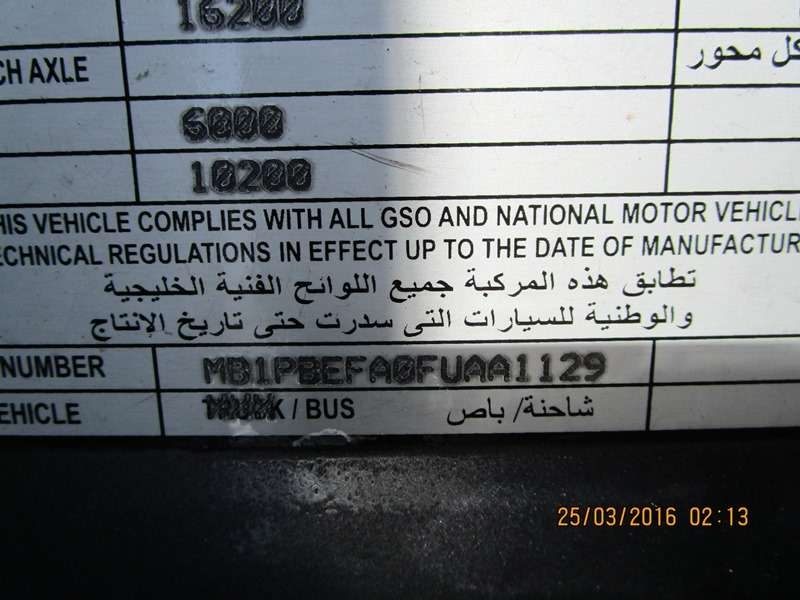 16200
CH AXLE كل محور
6000
10200
HIS VEHICLE COMPLIES WITH ALL GSO AND NATIONAL MOTOR VEHICL
ECHNICAL REGULATIONS IN EFFECT UP TO THE DATE OF MANUFACTUR
تطابق هذه المركبة جميع اللوائح الفنية الخليجية
والوطنية للسيارات التى سدرت حتى تاريخ الإنتاج
NUMBER MB1PBEFA0FUAA1129
EHICLE TRUCK / BUS شاحنة/ باص
25/03/2016 02:13